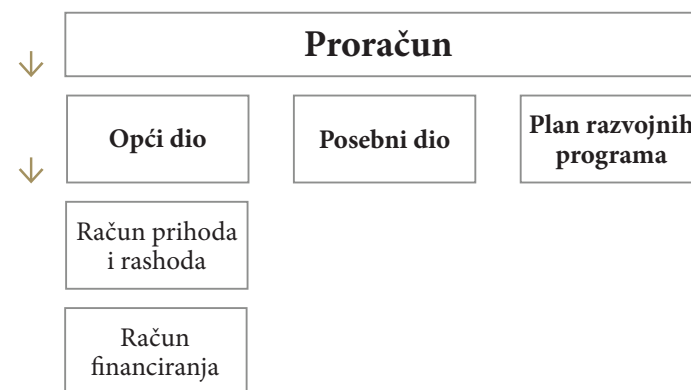 Proračun
Opći dio
Posebni dio
Plan razvojnih
programa
Račun prihoda
i rashoda
Račun
financiranja